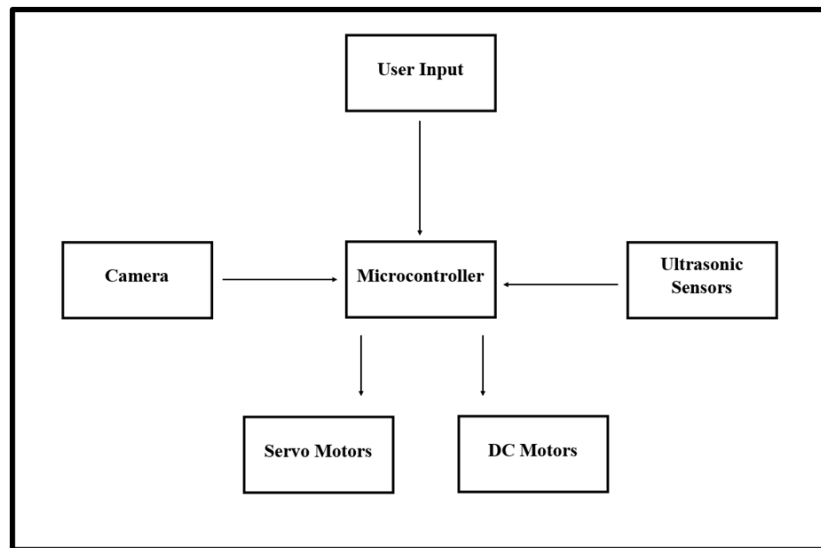 User Input
Camera
Microcontroller
Ultrasonic
Sensors
Servo Motors
DC Motors